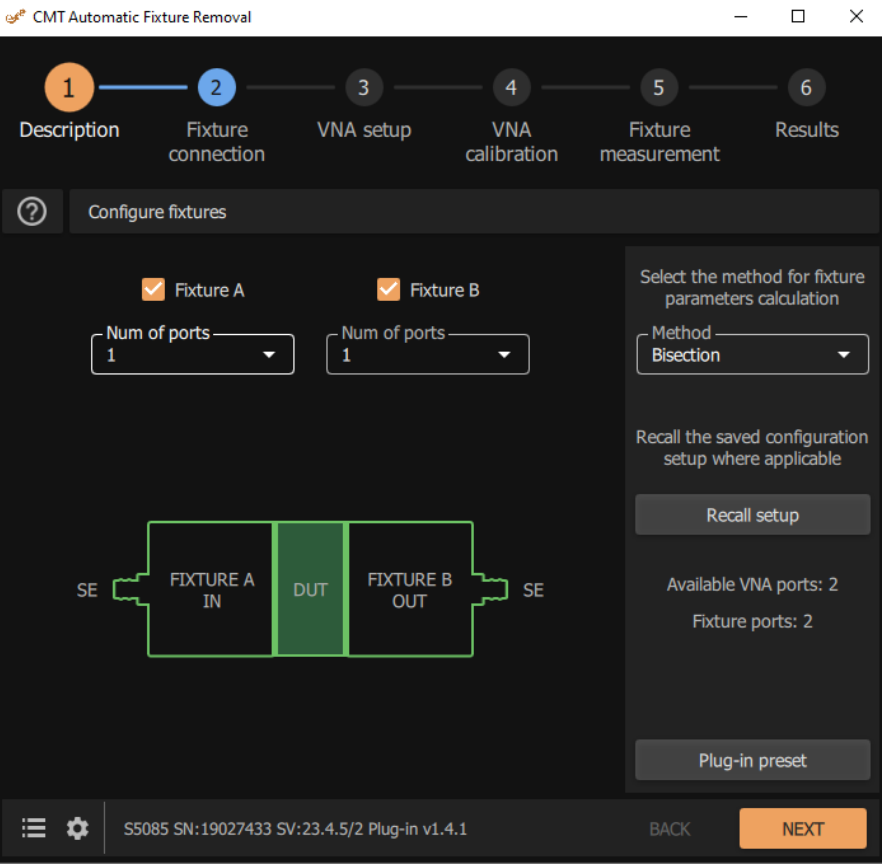 CMT Automatic Fixture Removal
1
2
3
4
5
6
Description
Fixture
connection
VNA setup
VNA
calibration
Fixture
measurement
Results
?
Configure fixtures
Fixture A
Fixture B
Num of ports
1
Num of ports
1
Select the method for fixture
parameters calculation
Method
Bisection
Recall the saved configuration
setup where applicable
Recall setup
Available VNA ports: 2
Fixture ports: 2
SE
FIXTURE A
IN
DUT
FIXTURE B
OUT
SE
Plug-in preset
S5085 SN:19027433 SV:23.4.5/2 Plug-in v1.4.1
BACK
NEXT